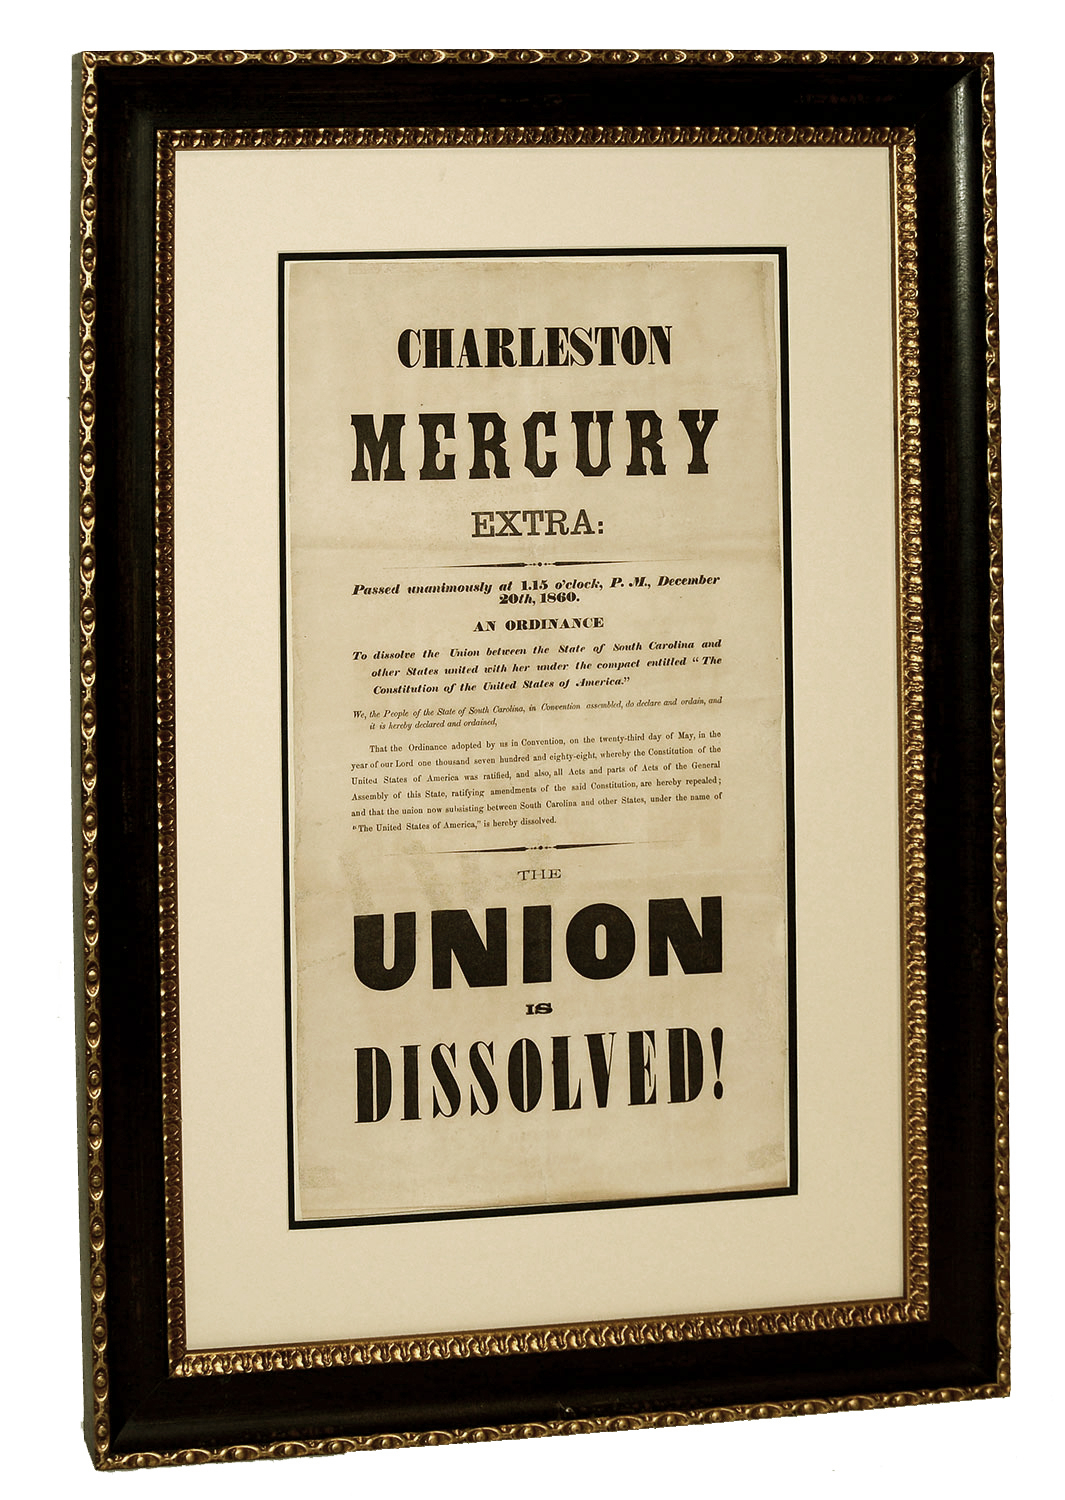 CHARLESTON
MERCURY
EXTRA:
Passed unanimously at 1.15 o'clock, P. M., December
20th, 1860.
AN ORDINANCE
To dissolve the Union between the State of South Carolina and
other States united with her under the compact entitled "The
Constitution of the United States of America."
We, the People of the State of South Carolina, in Convention assembled, do declare and ordain, and
it is hereby declared and ordained,
That the Ordinance adopted by us in Convention, on the twenty-third day of May, in the
year of our Lord one thousand seven hundred and eighty-eight, whereby the Constitution of the
United States of America was ratified, and also, all Acts and parts of Acts of the General
Assembly of this State, ratifying amendments of the said Constitution, are hereby repealed;
and that the union now subsisting between South Carolina and other States, under the name of
"The United States of America," is hereby dissolved.
THE
UNION
IS
DISSOLVED!